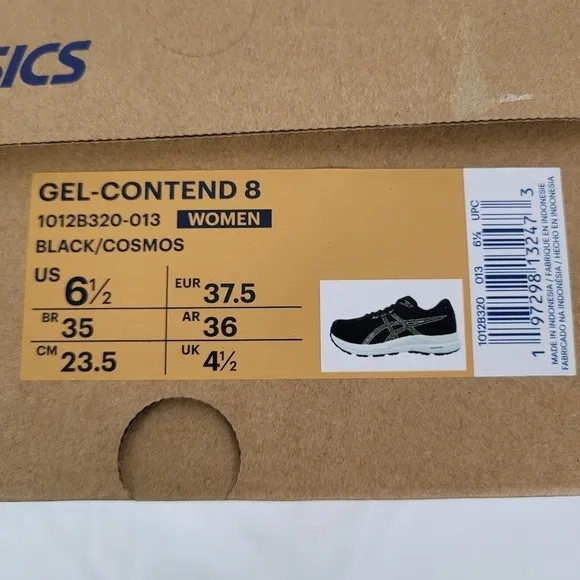 SICS
GEL-CONTEND 8
1012B320-013 WOMEN
BLACK/COSMOS
US 6½ EUR 37.5
BR 35 AR 36
CM 23.5 UK 4½
1012B320 013 6½ UPC
1 97298 13247 3
MADE IN INDONESIA / FABRIQUE EN INDONESIE
FABRICADO NA INDONESIA / HECHO EN INDONESIA